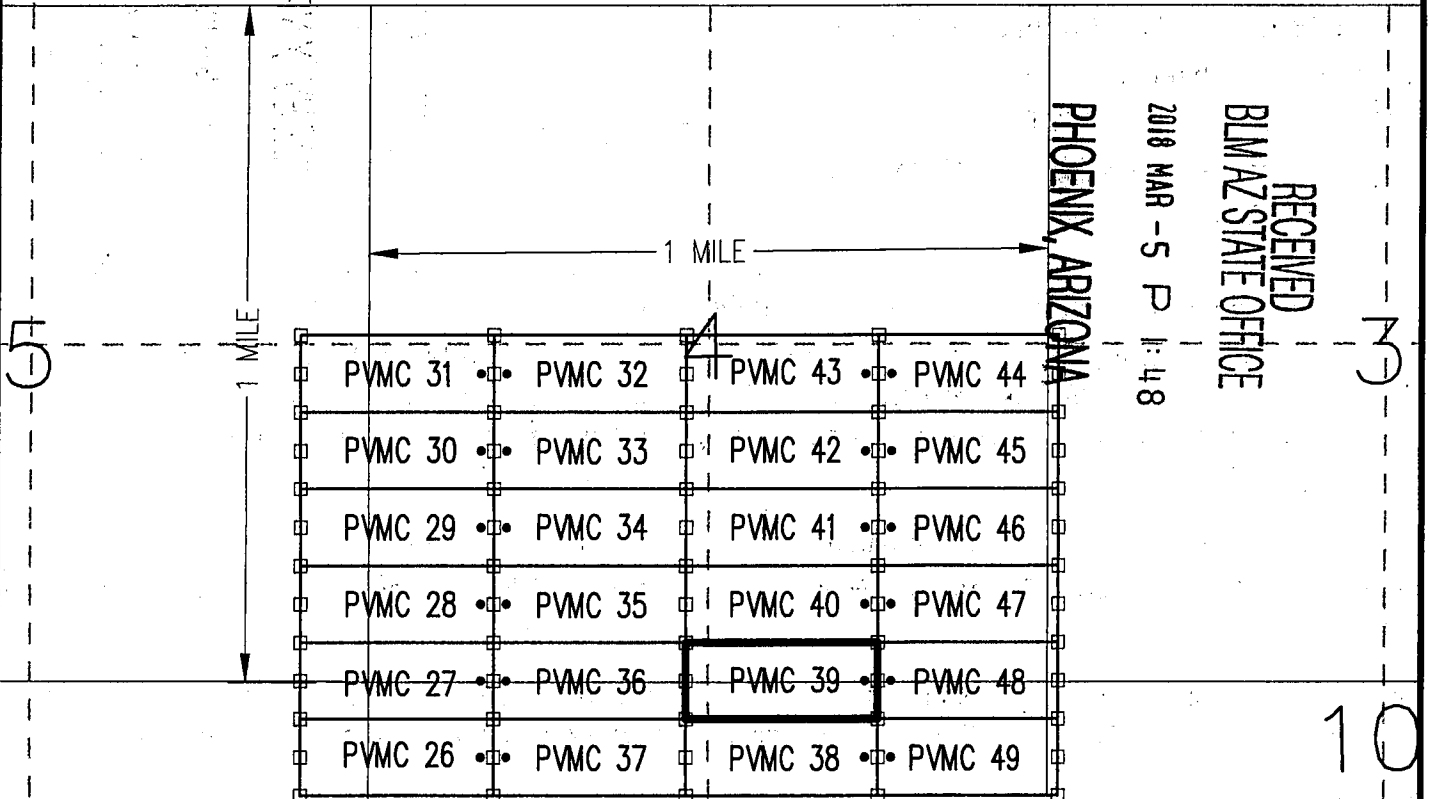 RECEIVED
BLM AZ STATE OFFICE
2018 MAR -5 P 1:48
PHOENIX, ARIZONA
1 MILE
1 MILE
5
4
3
PVMC 31 PVMC 32 PVMC 43 PVMC 44
PVMC 30 PVMC 33 PVMC 42 PVMC 45
PVMC 29 PVMC 34 PVMC 41 PVMC 46
PVMC 28 PVMC 35 PVMC 40 PVMC 47
PVMC 27 PVMC 36 PVMC 39 PVMC 48
PVMC 26 PVMC 37 PVMC 38 PVMC 49
10